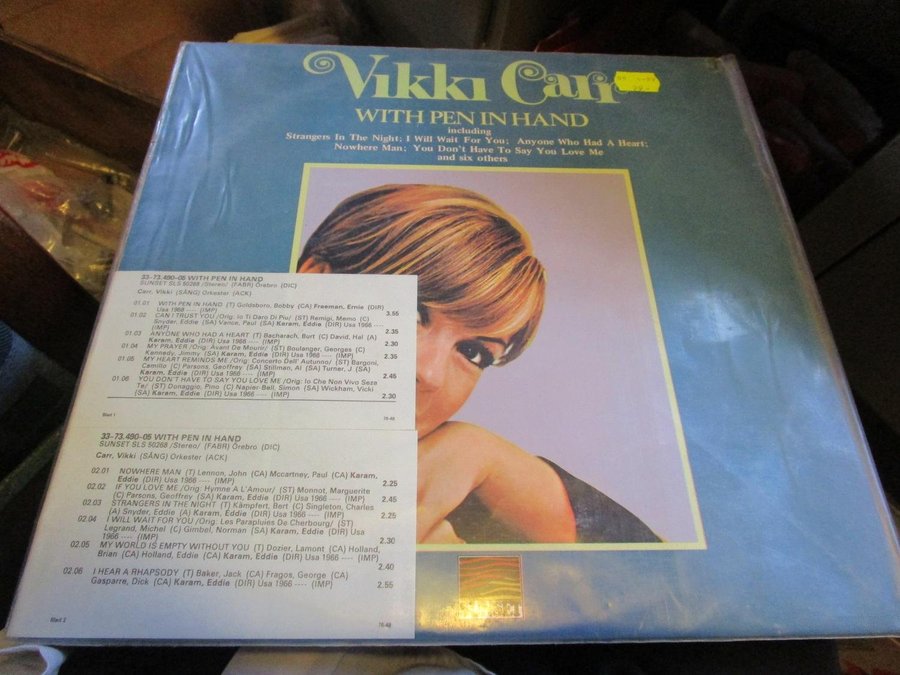 Vikki Carr
WITH PEN IN HAND
including
Strangers In The Night; I Will Wait For You; Anyone Who Had A Heart;
Nowhere Man; You Don't Have To Say You Love Me
and six others
33-73.490-05 WITH PEN IN HAND
SUNSET SLS 50268 /Stereo/ (FABR) Örebro (DIC)
Carr, Vikki (SÅNG) Orkester (ACK)
01.01 WITH PEN IN HAND (T) Goldsboro, Bobby (CA) Freeman, Ernie (DIR)
Usa 1968 ---- (IMP) 3.55
01.02 CAN I TRUST YOU /Orig: Io Ti Daro Di Piu/ (ST) Remigi, Memo (C)
Snyder, Eddie (SA) Vance, Paul (SA) Karam, Eddie (DIR) Usa 1966 ----
(IMP) 2.35
01.03 ANYONE WHO HAD A HEART (T) Bacharach, Burt (C) David, Hal (A)
Karam, Eddie (DIR) Usa 1966 ---- (IMP) 2.30
01.04 MY PRAYER /Orig: Avant De Mourir/ (ST) Boulanger, Georges (C)
Kennedy, Jimmy (SA) Karam, Eddie (DIR) Usa 1966 ---- (IMP) 2.35
01.05 MY HEART REMINDS ME /Orig: Concerto Dell' Autunno/ (ST) Bargoni,
Camillo (C) Parsons, Geoffrey (SA) Stillman, Al (SA) Turner, J (SA)
Karam, Eddie (DIR) Usa 1966 ---- (IMP) 2.45
01.06 YOU DON'T HAVE TO SAY YOU LOVE ME /Orig: Io Che Non Vivo Seze
Te/ (ST) Donaggio, Pino (C) Napier Bell, Simon (SA) Wickham, Vicki
(SA) Karam, Eddie (DIR) Usa 1966 ---- (IMP) 2.30
Blad 1 76-48
33-73.490-05 WITH PEN IN HAND
SUNSET SLS 50268 /Stereo/ (FABR) Örebro (DIC)
Carr, Vikki (SÅNG) Orkester (ACK)
02.01 NOWHERE MAN (T) Lennon, John (CA) Mccartney, Paul (CA) Karam,
Eddie (DIR) Usa 1966 ---- (IMP) 2.25
02.02 IF YOU LOVE ME /Orig: Hymne A L'Amour/ (ST) Monnot, Marguerite
(C) Parsons, Geoffrey (SA) Karam, Eddie (DIR) Usa 1966 ---- (IMP) 2.45
02.03 STRANGERS IN THE NIGHT (T) Kämpfert, Bert (C) Singleton, Charles
(A) Snyder, Eddie (A) Karam, Eddie (DIR) Usa 1966 ---- (IMP) 2.25
02.04 I WILL WAIT FOR YOU /Orig: Les Parapluies De Cherbourg/ (ST)
Legrand, Michel (C) Gimbel, Norman (SA) Karam, Eddie (DIR) Usa
1966 ---- (IMP) 2.30
02.05 MY WORLD IS EMPTY WITHOUT YOU (T) Dozier, Lamont (CA) Holland,
Brian (CA) Holland, Eddie (CA) Karam, Eddie (DIR) Usa 1966 ---- (IMP) 2.40
02.06 I HEAR A RHAPSODY (T) Baker, Jack (CA) Fragos, George (CA)
Gasparre, Dick (CA) Karam, Eddie (DIR) Usa 1966 ---- (IMP) 2.55
Blad 2 76-48